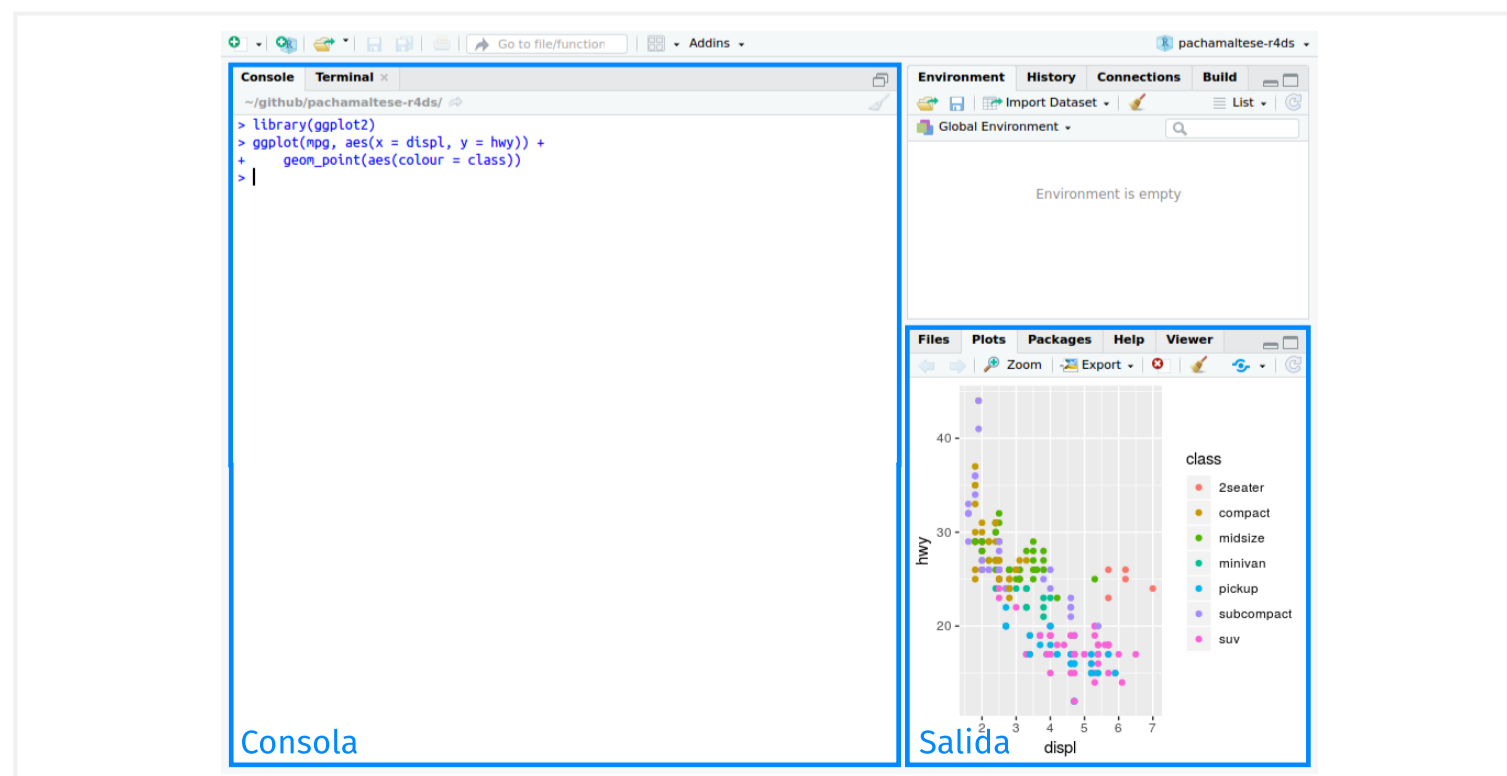 Go to file/function
Addins
pachamaltese-r4ds
Console Terminal
~/github/pachamaltese-r4ds/
> library(ggplot2)
> ggplot(mpg, aes(x = displ, y = hwy)) +
+     geom_point(aes(colour = class))
>
Consola
Environment History Connections Build
Import Dataset List
Global Environment
Environment is empty
Files Plots Packages Help Viewer
Zoom Export
40
30
20
hwy
2 3 4 5 6 7
displ
class
2seater
compact
midsize
minivan
pickup
subcompact
suv
Salida